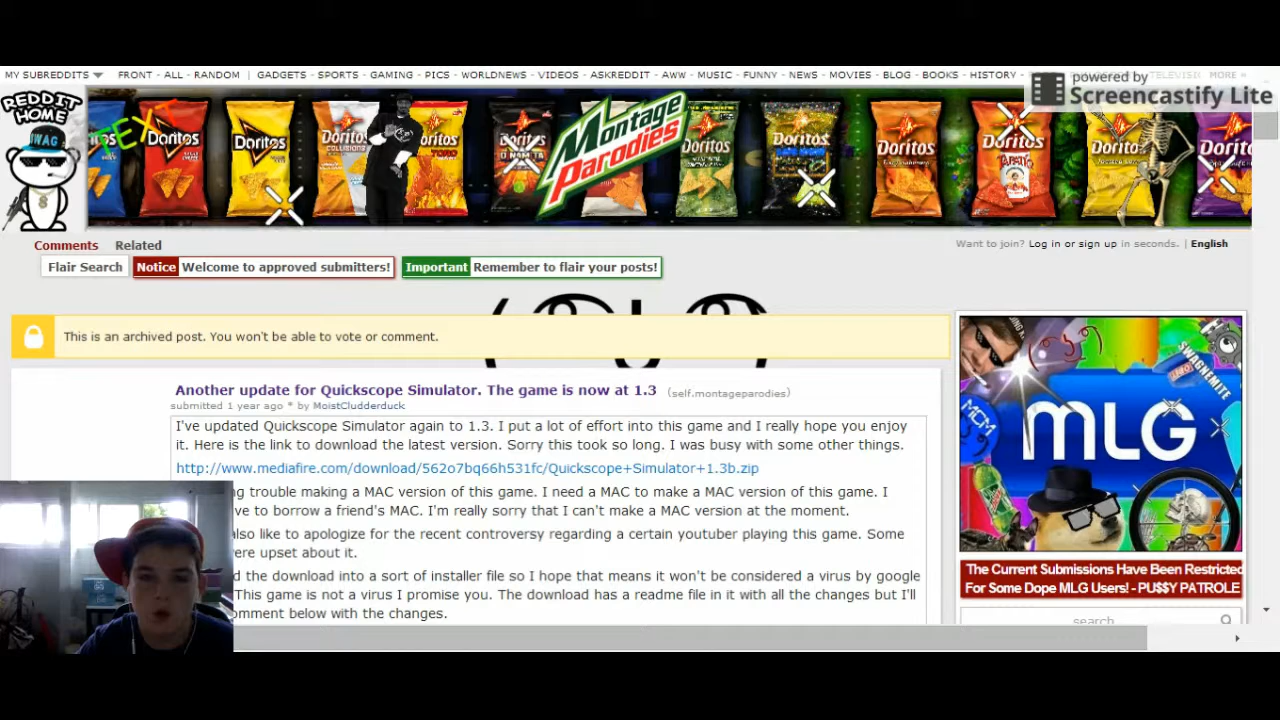 MY SUBREDDITS FRONT - ALL - RANDOM | GADGETS - SPORTS - GAMING - PICS - WORLDNEWS - VIDEOS - ASKREDDIT - AWW - MUSIC - FUNNY - NEWS - MOVIES - BLOG - BOOKS - HISTORY - MORE »
powered by
Screencastify Lite
REDDIT
HOME
SWAG
REX
Doritos
Doritos
Doritos
COLLISIONS
Doritos
Montage
Parodies
Doritos
Doritos
Doritos
Comments Related
Want to join? Log in or sign up in seconds. | English
Flair Search Notice Welcome to approved submitters! Important Remember to flair your posts!
This is an archived post. You won't be able to vote or comment.
Another update for Quickscope Simulator. The game is now at 1.3 (self.montageparodies)
submitted 1 year ago * by MoistCludderduck
I've updated Quickscope Simulator again to 1.3. I put a lot of effort into this game and I really hope you enjoy
it. Here is the link to download the latest version. Sorry this took so long. I was busy with some other things.
http://www.mediafire.com/download/562o7bq66h531fc/Quickscope+Simulator+1.3b.zip
trouble making a MAC version of this game. I need a MAC to make a MAC version of this game. I
to borrow a friend's MAC. I'm really sorry that I can't make a MAC version at the moment.
also like to apologize for the recent controversy regarding a certain youtuber playing this game. Some
were upset about it.
the download into a sort of installer file so I hope that means it won't be considered a virus by google
This game is not a virus I promise you. The download has a readme file in it with all the changes but I'll
comment below with the changes.
SWAGNEMITE
MCM
MLG
The Current Submissions Have Been Restricted
For Some Dope MLG Users! - PU$$Y PATROLE
search